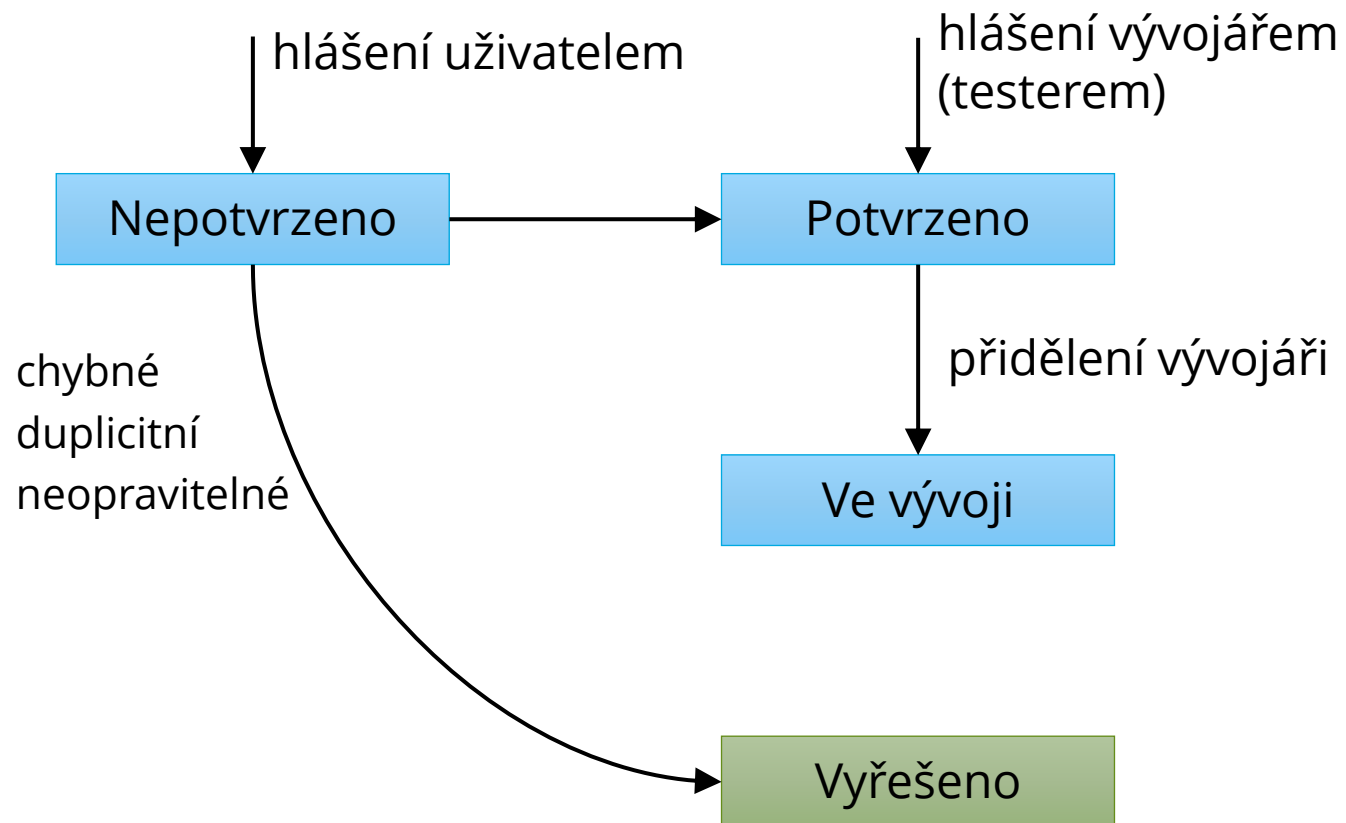 hlášení uživatelem
hlášení vývojářem
(testerem)
Nepotvrzeno
Potvrzeno
chybné
duplicitní
neopravitelné
přidělení vývojáři
Ve vývoji
Vyřešeno